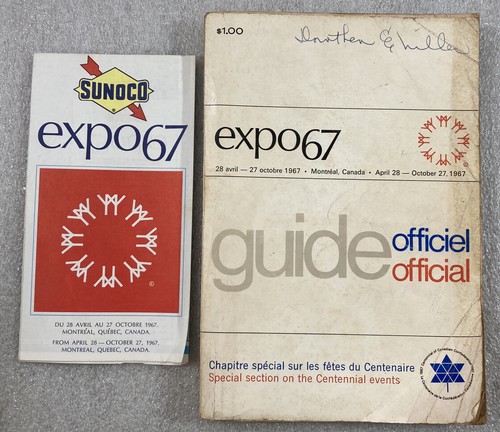 SUNOCO
expo67
©
DU 28 AVRIL AU 27 OCTOBRE 1967.
MONTRÉAL, QUÉBEC, CANADA.
FROM APRIL 28 — OCTOBER 27, 1967.
MONTREAL, QUEBEC, CANADA.
$1.00
expo67
©
28 avril — 27 octobre 1967 • Montréal, Canada • April 28 — October 27, 1967
guide officiel
official
Chapitre spécial sur les fêtes du Centenaire
Special section on the Centennial events